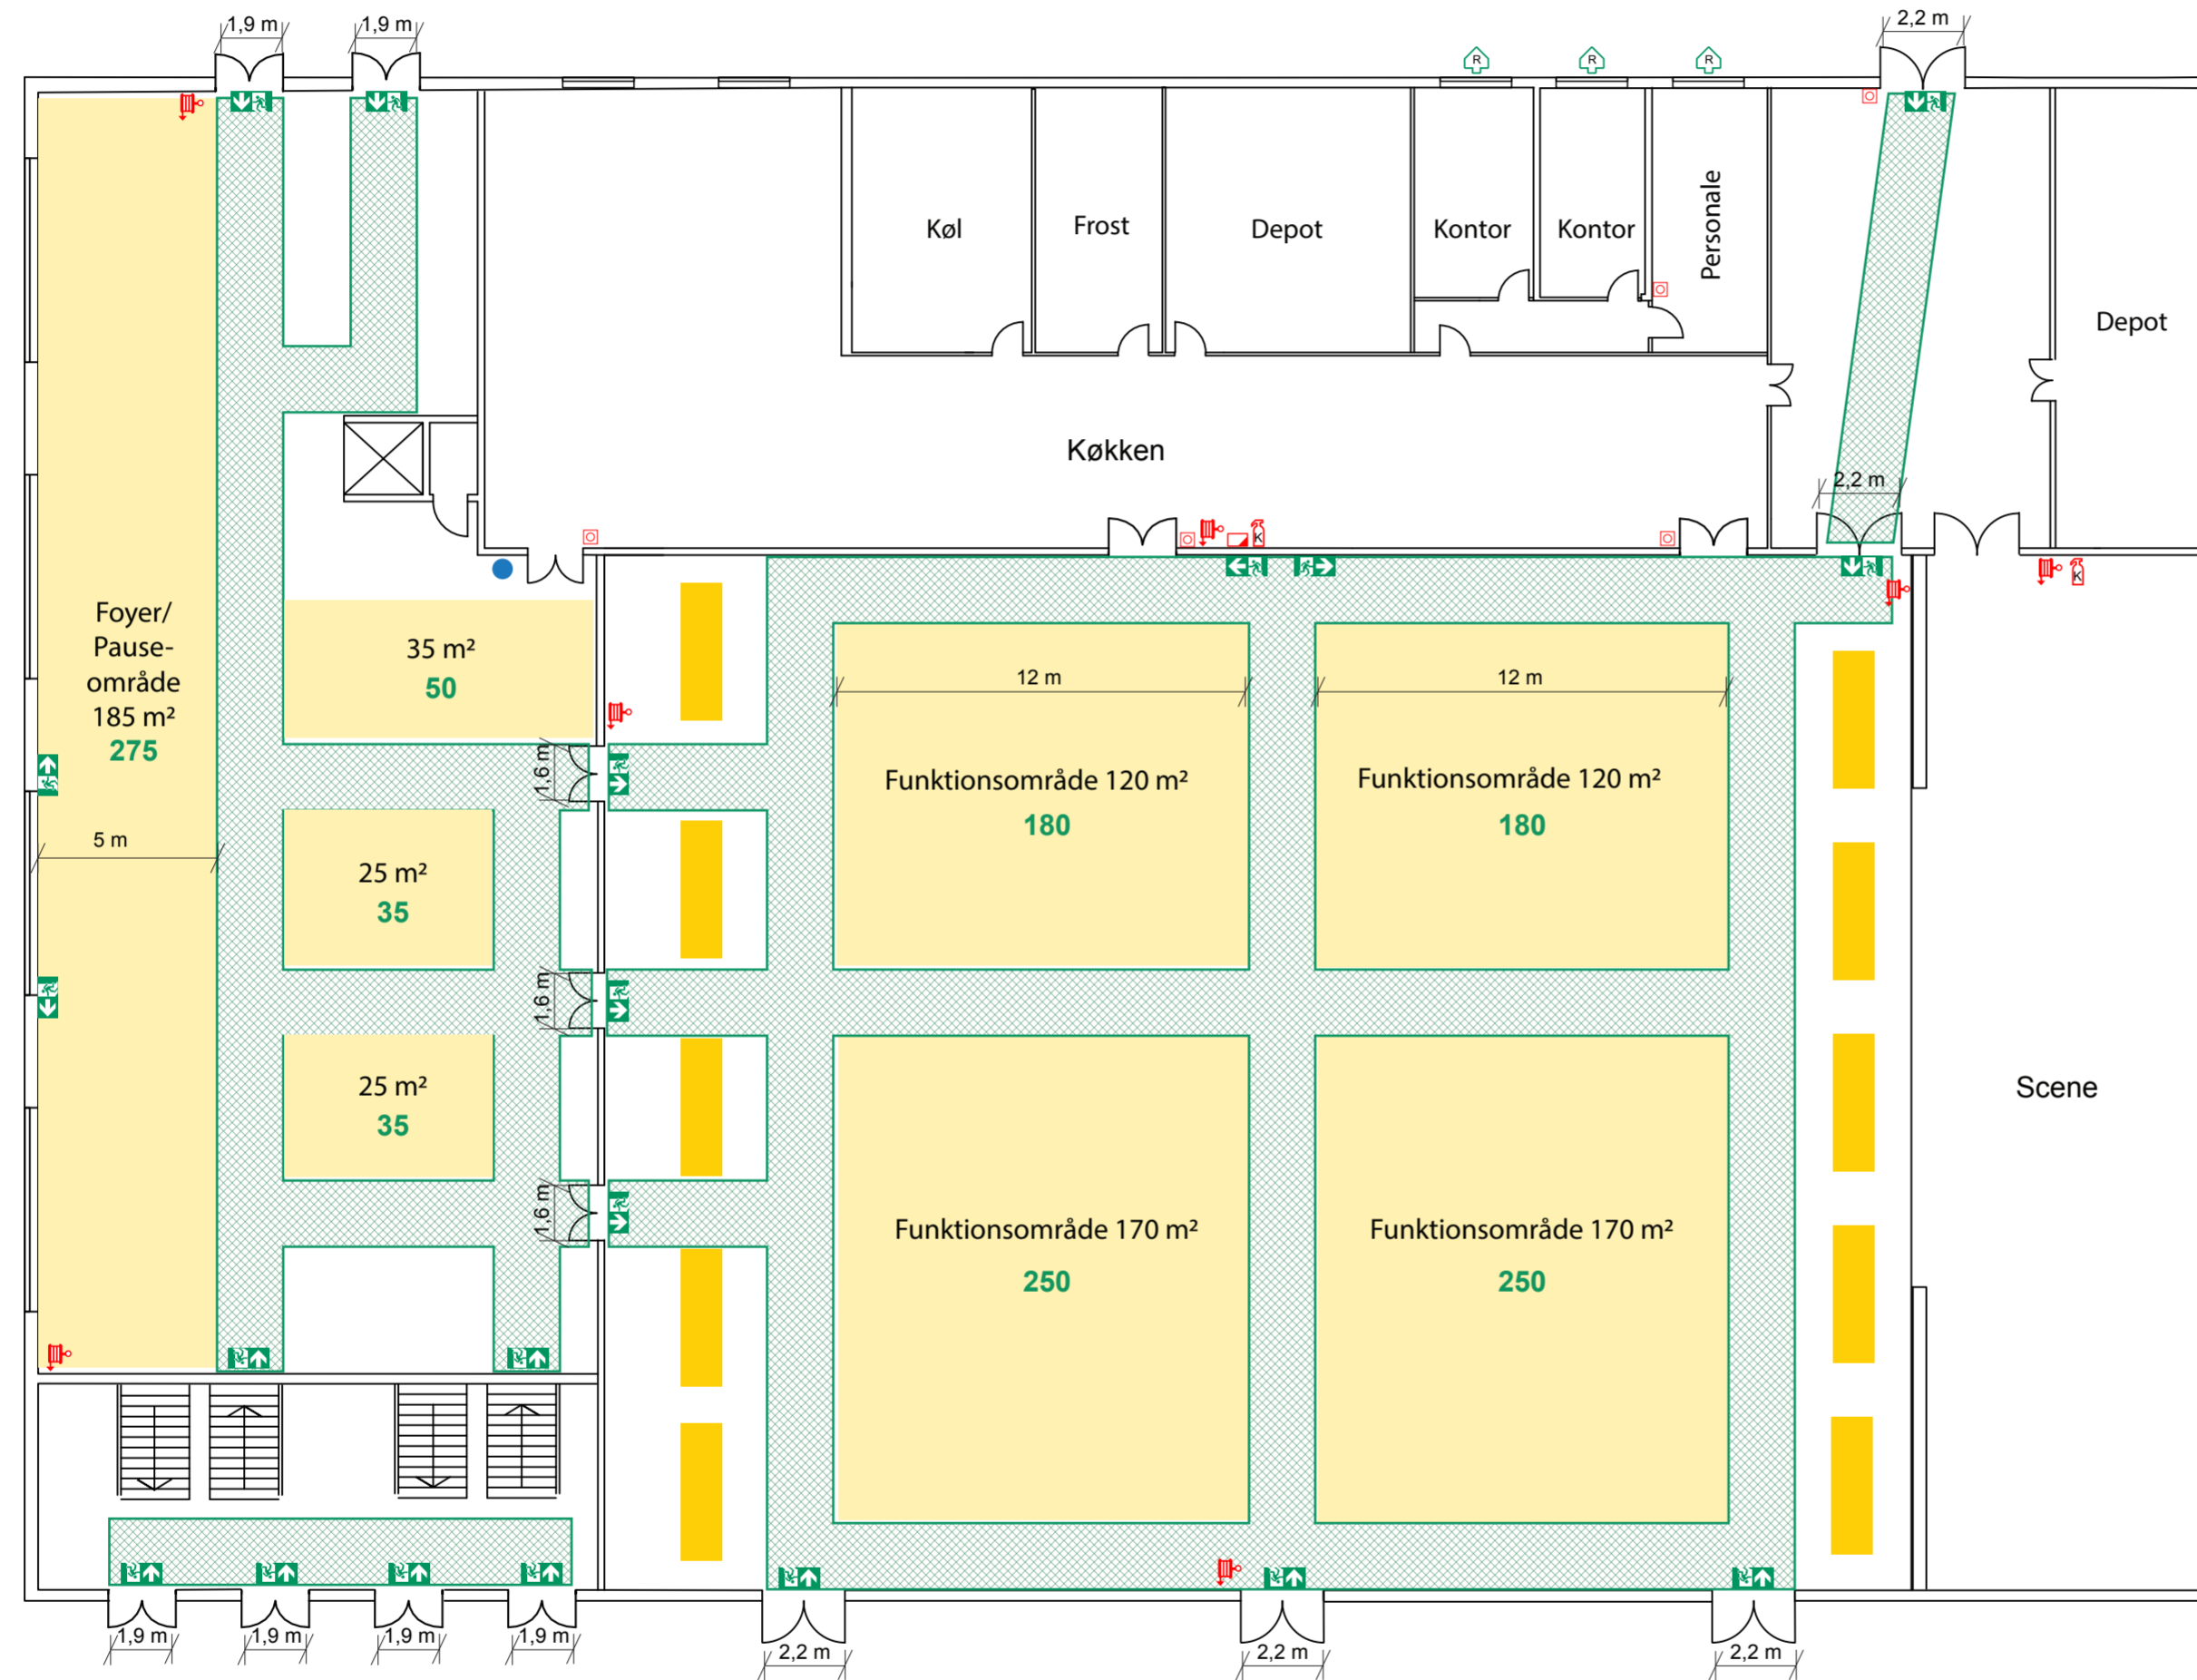 1,9 m
1,9 m
2,2 m
R
R
R
Køl
Frost
Depot
Kontor
Kontor
Personale
Depot
Køkken
2,2 m
K
K
Foyer/
Pause-
område
185 m²
275
35 m²
50
12 m
12 m
1,6 m
Funktionsområde 120 m²
180
Funktionsområde 120 m²
180
5 m
25 m²
35
1,6 m
25 m²
35
Scene
1,6 m
Funktionsområde 170 m²
250
Funktionsområde 170 m²
250
1,9 m
1,9 m
1,9 m
1,9 m
2,2 m
2,2 m
2,2 m